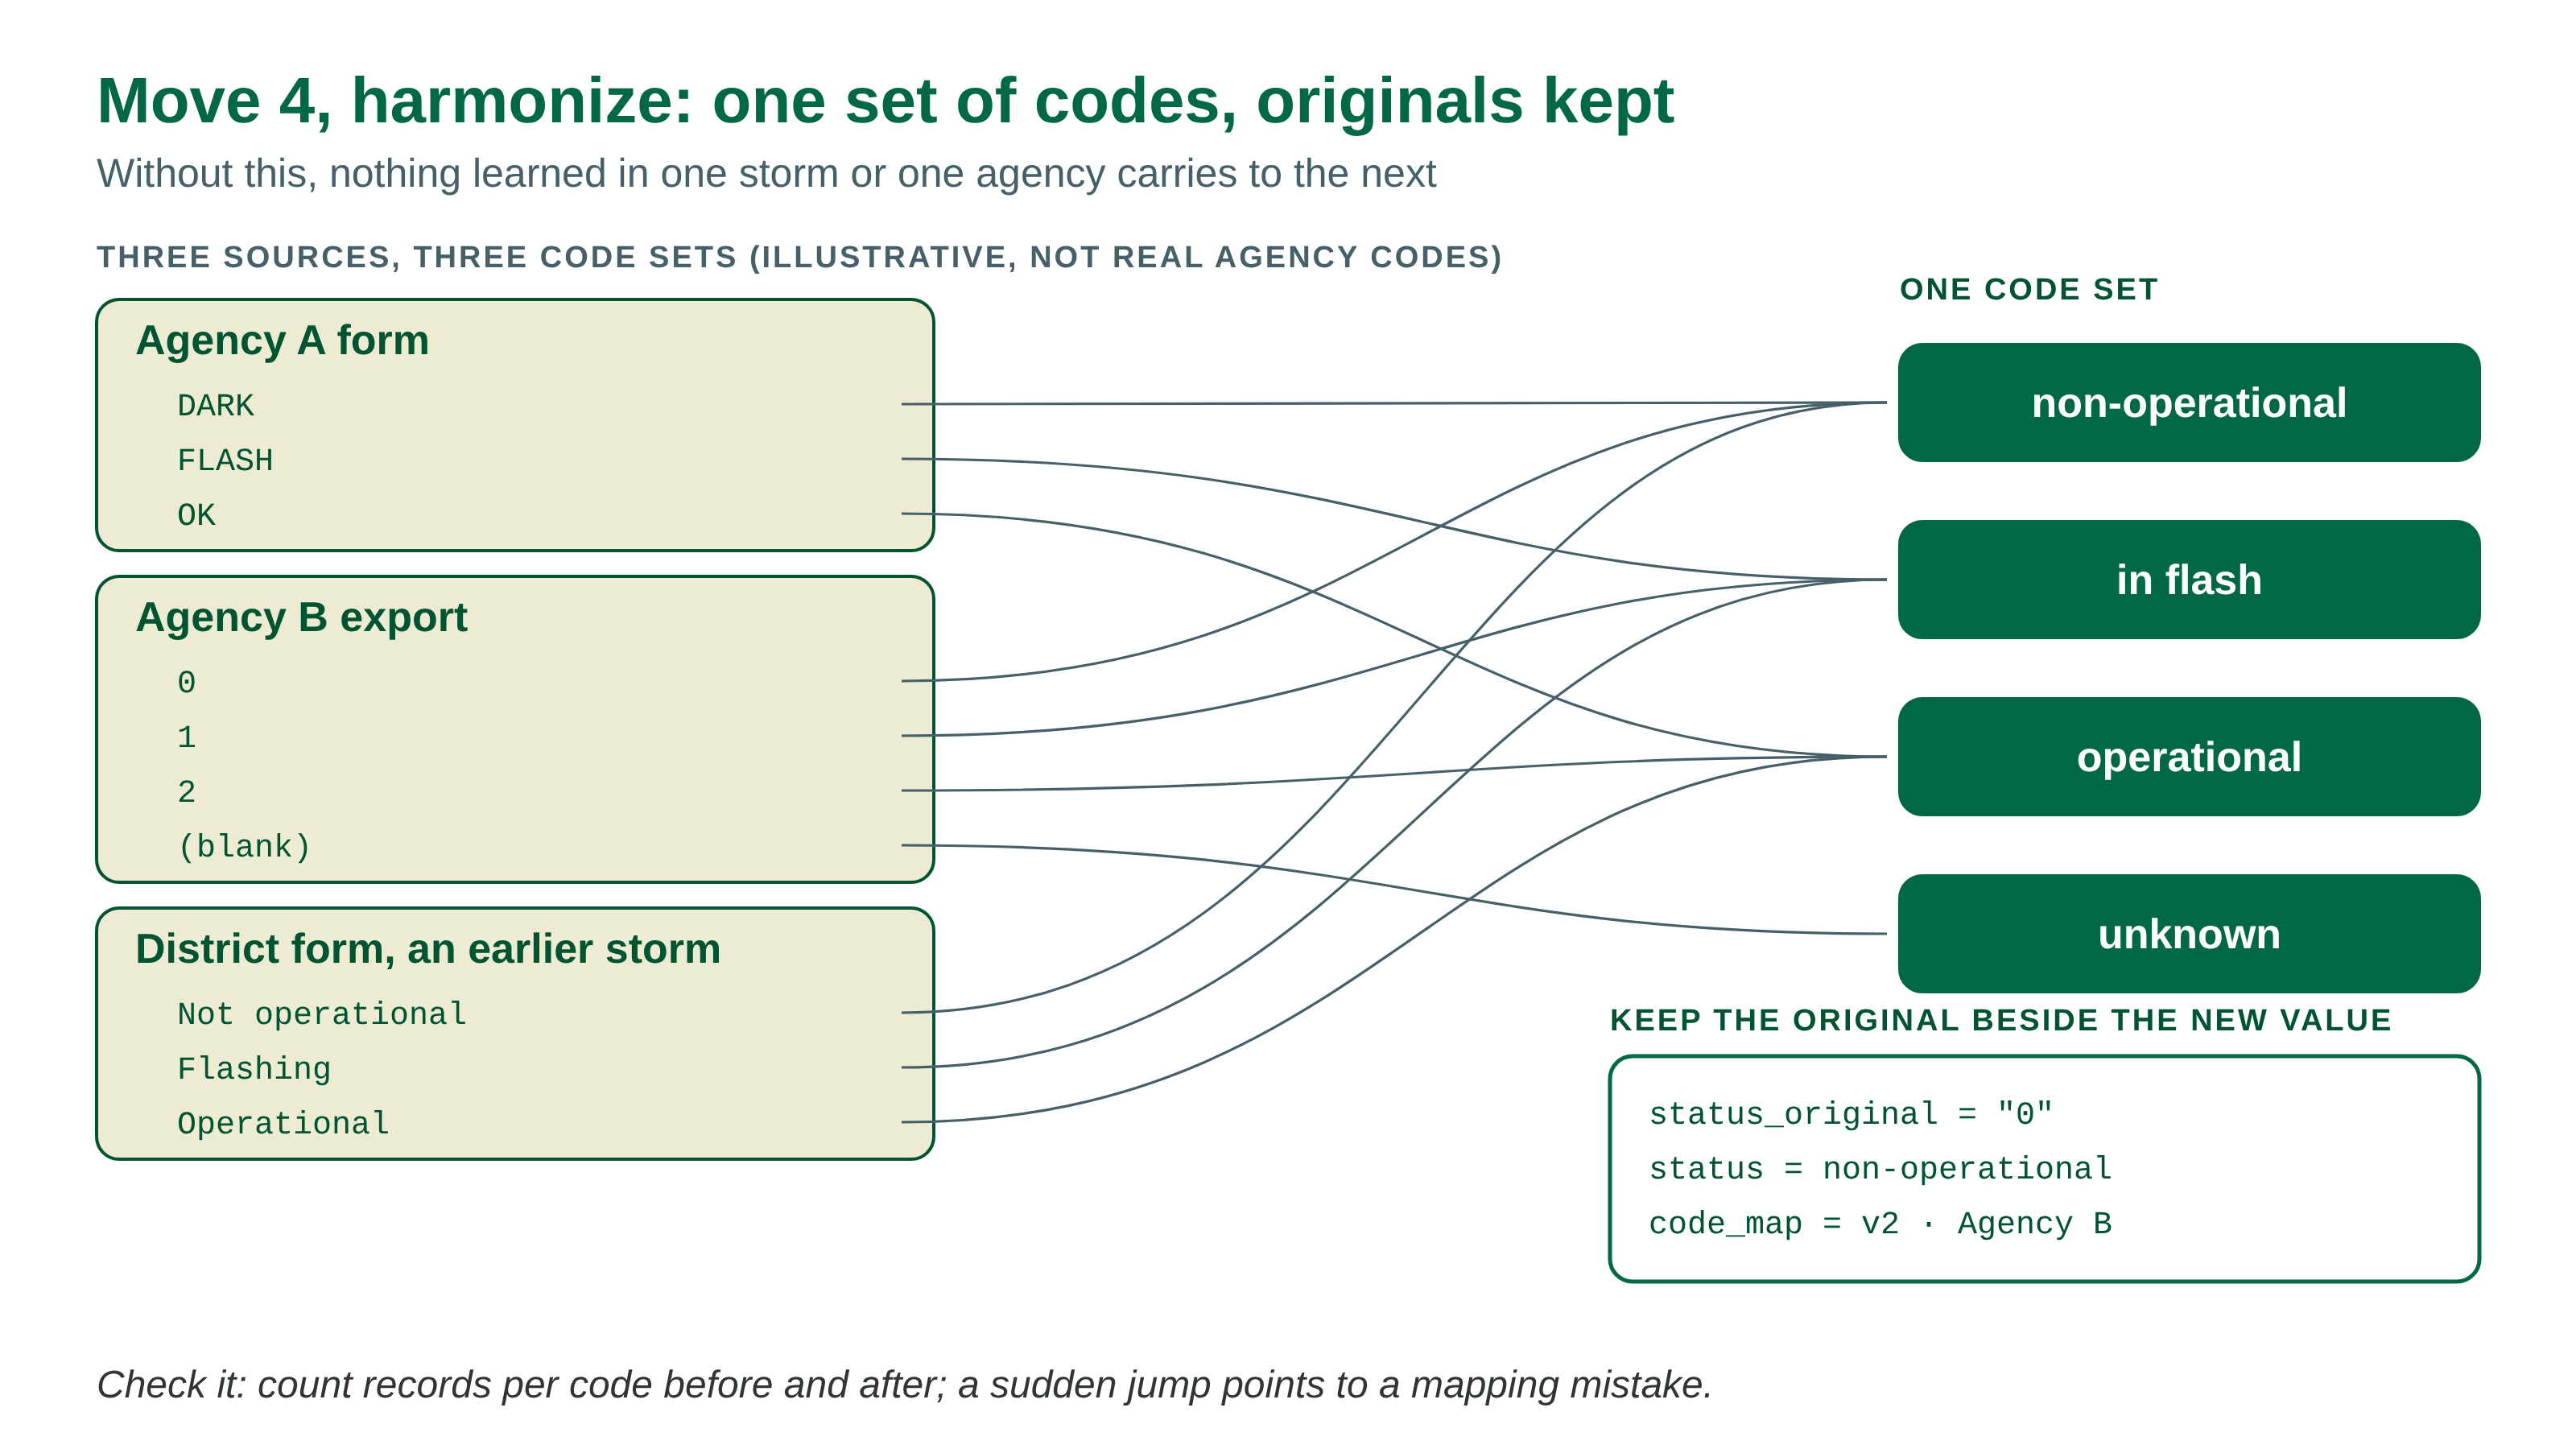 Move 4, harmonize: one set of codes, originals kept
Without this, nothing learned in one storm or one agency carries to the next
THREE SOURCES, THREE CODE SETS (ILLUSTRATIVE, NOT REAL AGENCY CODES)
Agency A form
DARK
FLASH
OK
Agency B export
0
1
2
(blank)
District form, an earlier storm
Not operational
Flashing
Operational
ONE CODE SET
non-operational
in flash
operational
unknown
KEEP THE ORIGINAL BESIDE THE NEW VALUE
status_original = "0"
status = non-operational
code_map = v2 · Agency B
Check it: count records per code before and after; a sudden jump points to a mapping mistake.